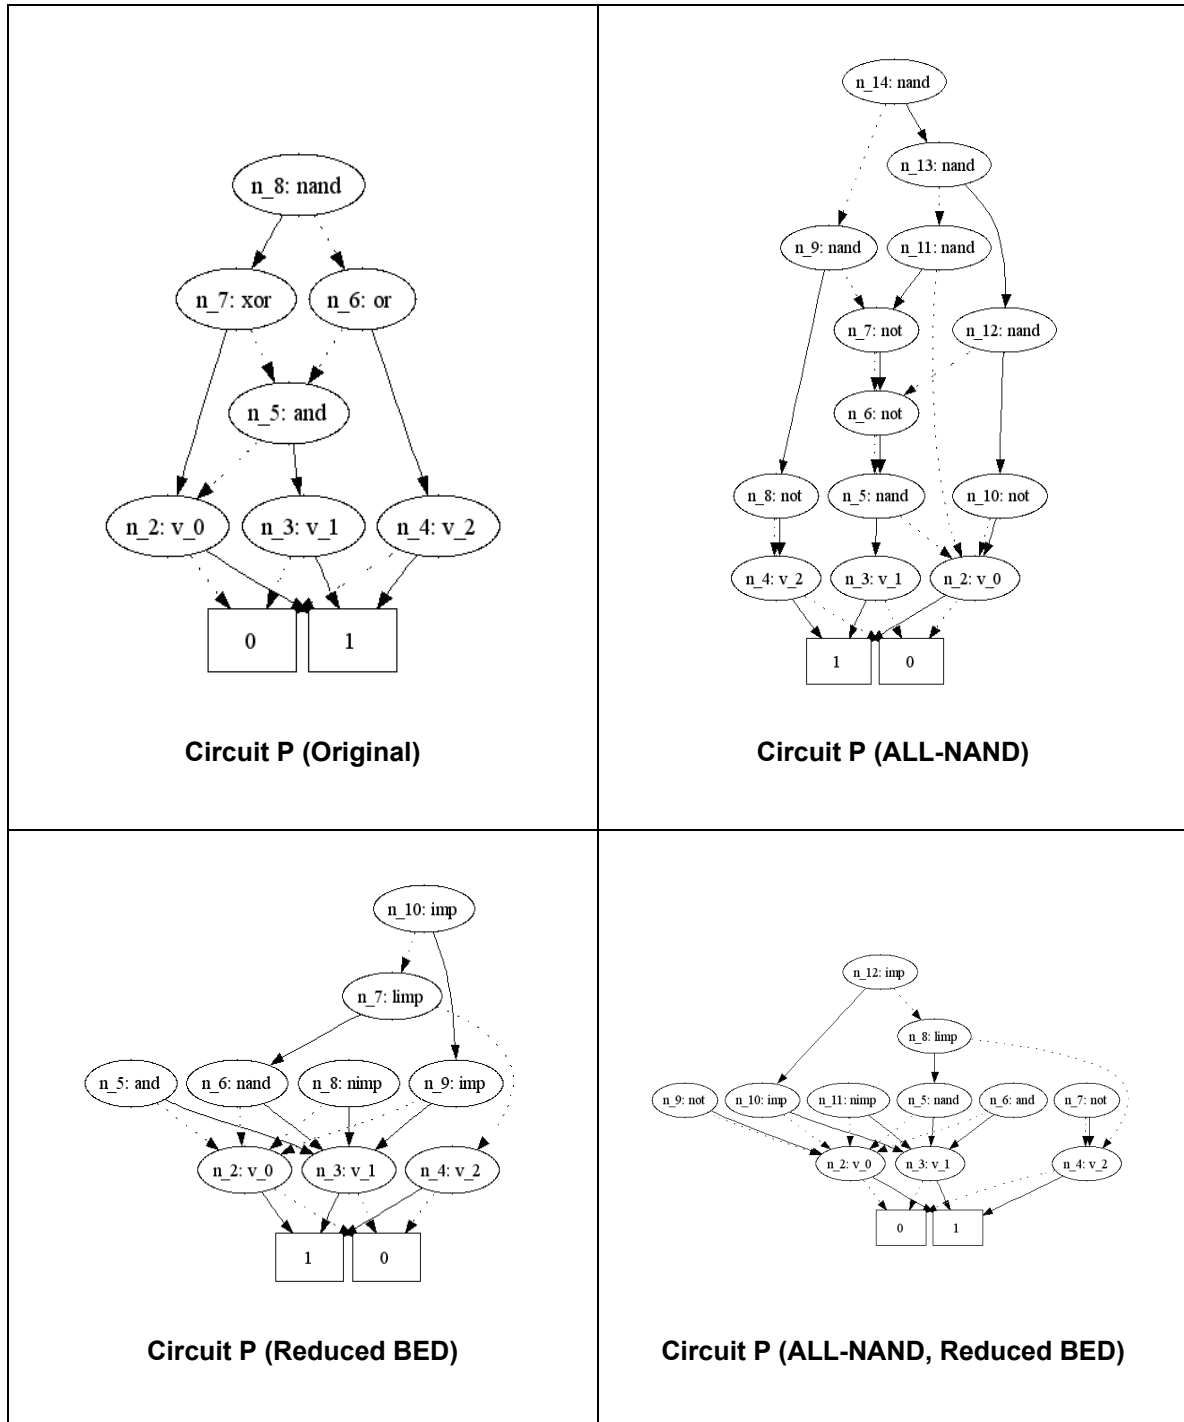 n_8: nand
n_7: xor
n_6: or
n_5: and
n_2: v_0
n_3: v_1
n_4: v_2
0
1
Circuit P (Original)
n_14: nand
n_13: nand
n_9: nand
n_11: nand
n_7: not
n_12: nand
n_6: not
n_8: not
n_5: nand
n_10: not
n_4: v_2
n_3: v_1
n_2: v_0
1
0
Circuit P (ALL-NAND)
n_10: imp
n_7: limp
n_5: and
n_6: nand
n_8: nimp
n_9: imp
n_2: v_0
n_3: v_1
n_4: v_2
1
0
Circuit P (Reduced BED)
n_12: imp
n_8: limp
n_9: not
n_10: imp
n_11: nimp
n_5: nand
n_6: and
n_7: not
n_2: v_0
n_3: v_1
n_4: v_2
0
1
Circuit P (ALL-NAND, Reduced BED)